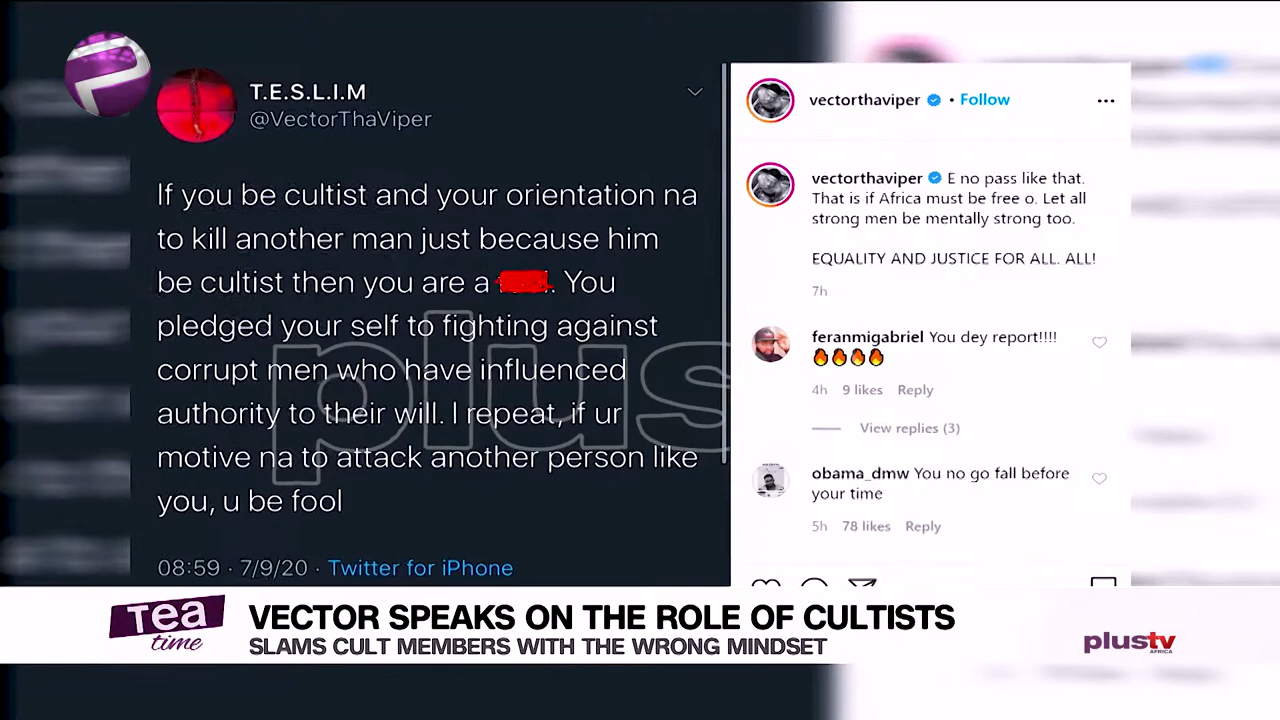 T.E.S.L.I.M
@VectorThaViper
If you be cultist and your orientation na
to kill another man just because him
be cultist then you are a
. You
pledged your self to fighting against
corrupt men who have influenced
authority to their will. I repeat, if ur
motive na to attack another person like
you, u be fool
08:59 · 7/9/20 · Twitter for iPhone
plus
vectorthaviper • Follow
vectorthaviper E no pass like that.
That is if Africa must be free o. Let all
strong men be mentally strong too.
EQUALITY AND JUSTICE FOR ALL. ALL!
7h
feranmigabriel You dey report!!!!
🔥🔥🔥🔥
4h 9 likes Reply
View replies (3)
obama_dmw You no go fall before
your time
5h 78 likes Reply
Tea
time
VECTOR SPEAKS ON THE ROLE OF CULTISTS
SLAMS CULT MEMBERS WITH THE WRONG MINDSET
plustv
AFRICA